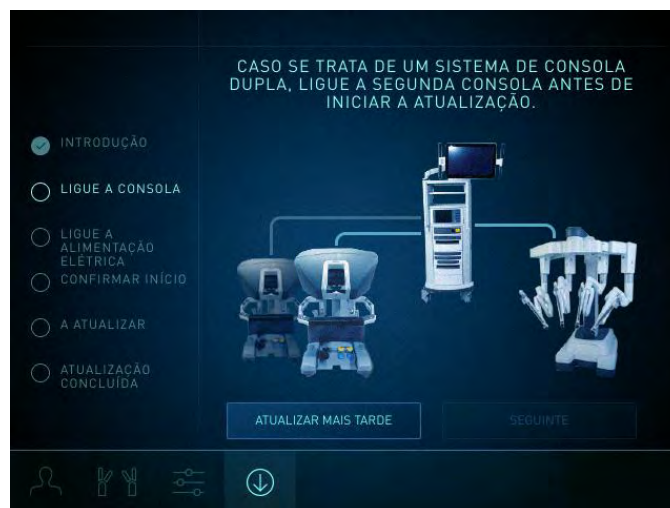 CASO SE TRATA DE UM SISTEMA DE CONSOLA
DUPLA, LIGUE A SEGUNDA CONSOLA ANTES DE
INICIAR A ATUALIZAÇÃO.
INTRODUÇÃO
LIGUE A CONSOLA
LIGUE A
ALIMENTAÇÃO
ELÉTRICA
CONFIRMAR INÍCIO
A ATUALIZAR
ATUALIZAÇÃO
CONCLUÍDA
ATUALIZAR MAIS TARDE
SEGUINTE